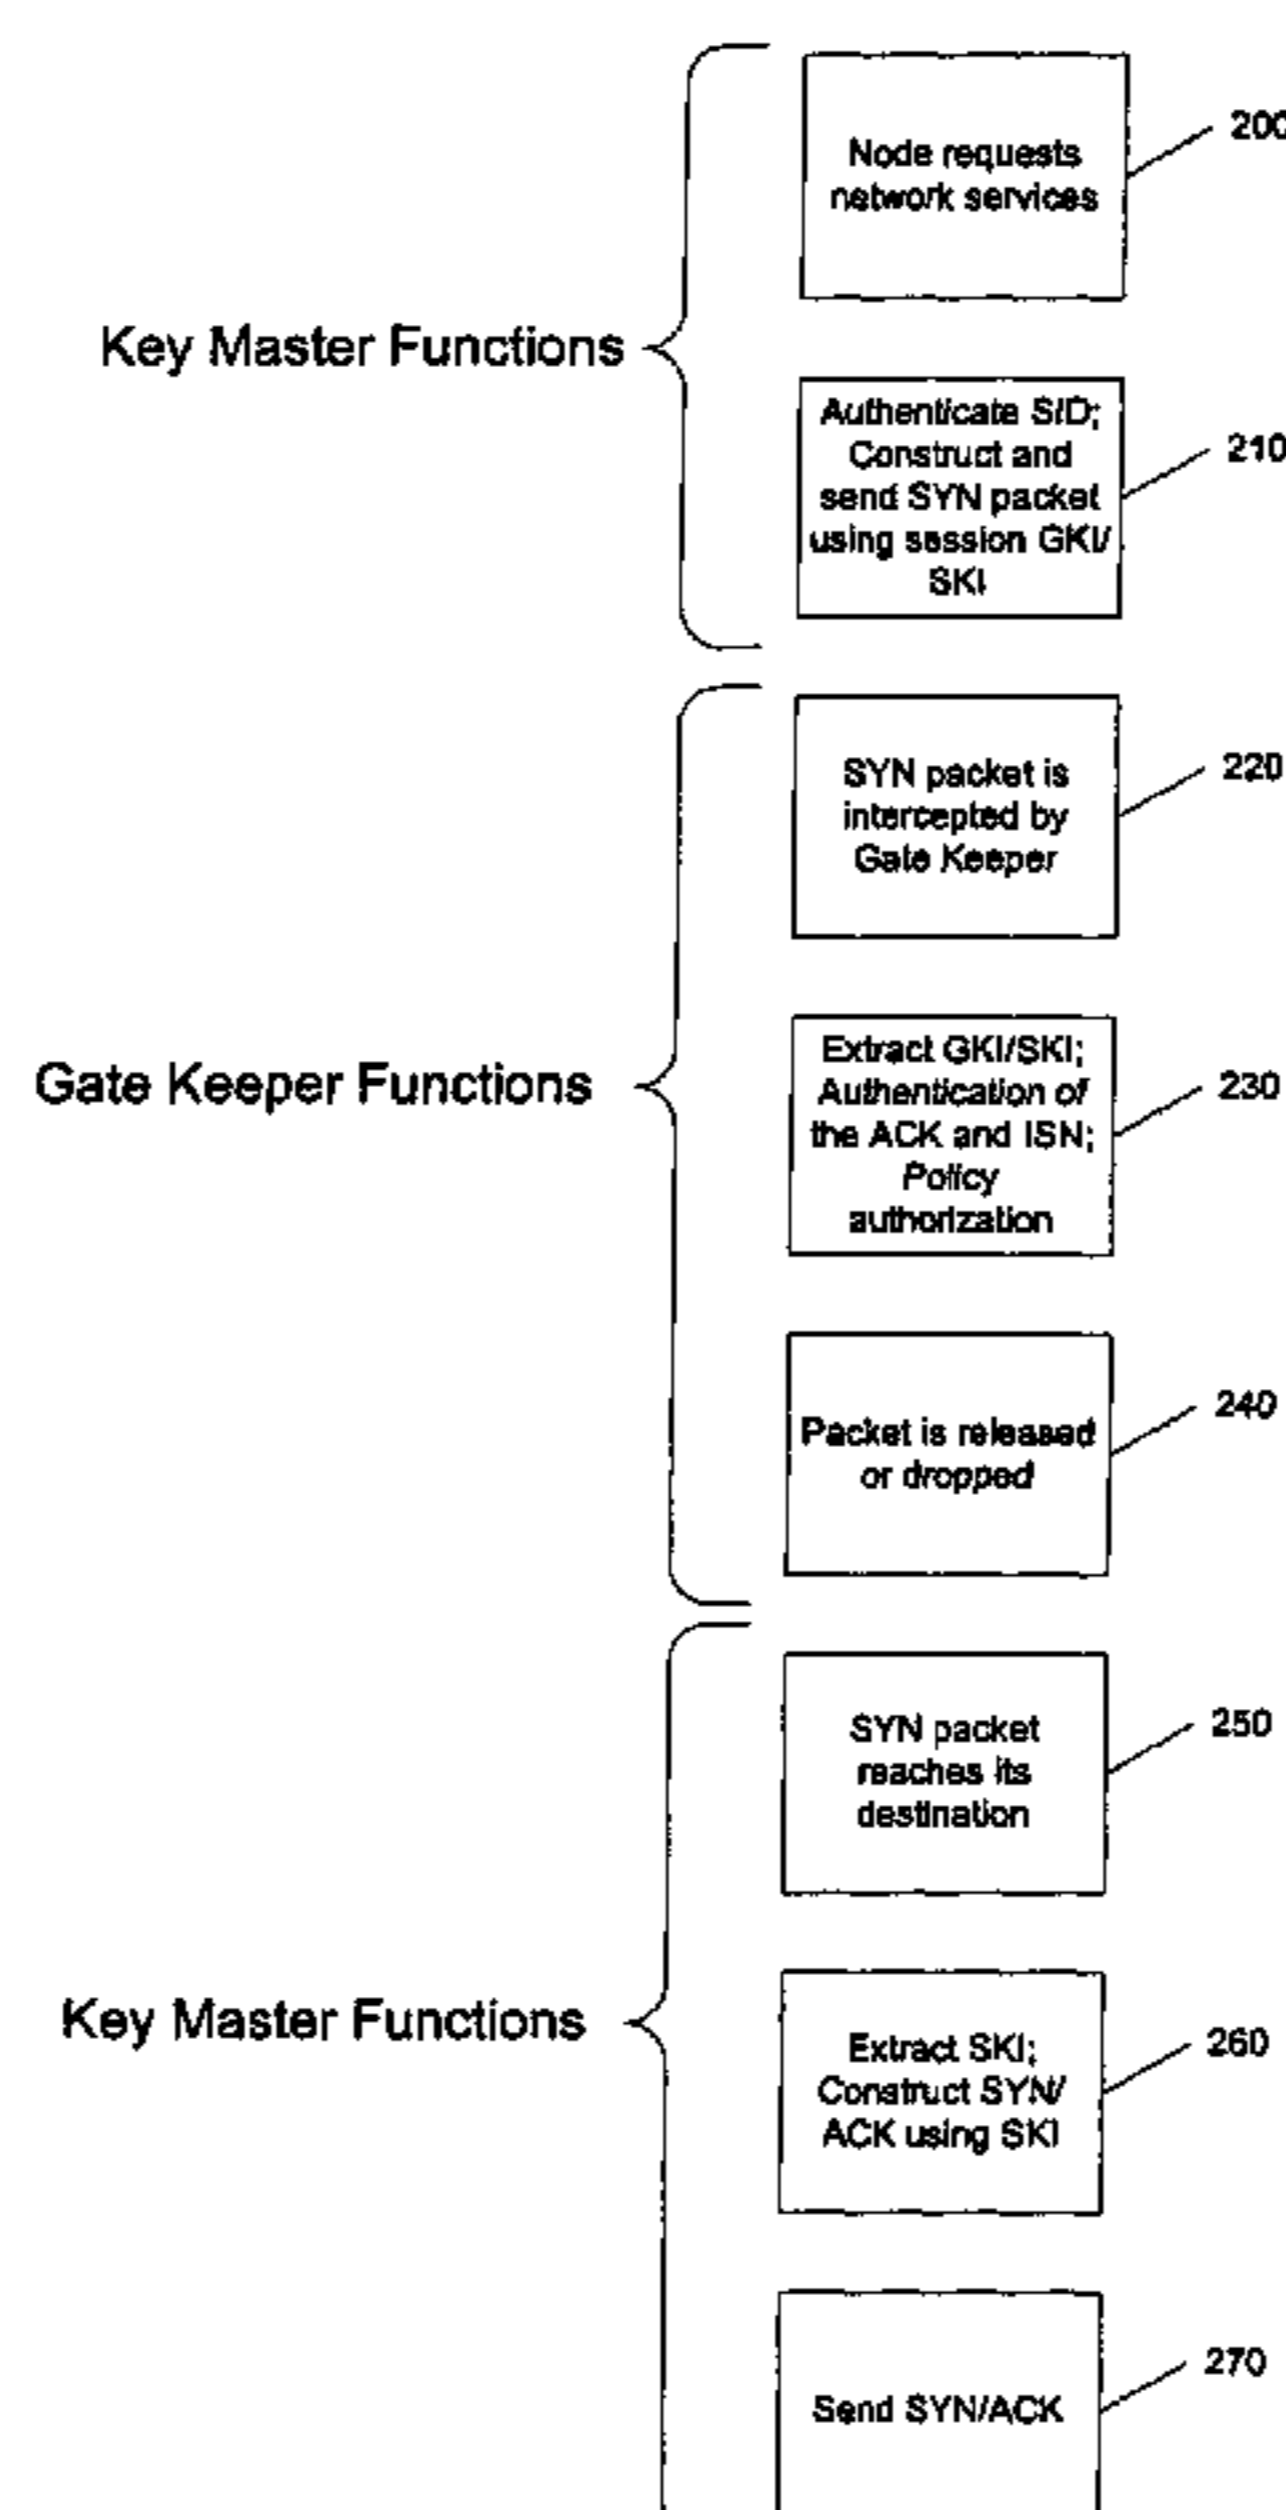 Node requests
network services
200
Key Master Functions
Authenticate SID;
Construct and
send SYN packet
using session GKI/
SKI
210
SYN packet is
intercepted by
Gate Keeper
220
Gate Keeper Functions
Extract GKI/SKI;
Authentication of
the ACK and ISN;
Policy
authorization
230
Packet is released
or dropped
240
SYN packet
reaches its
destination
250
Key Master Functions
Extract SKI;
Construct SYN/
ACK using SKI
260
Send SYN/ACK
270